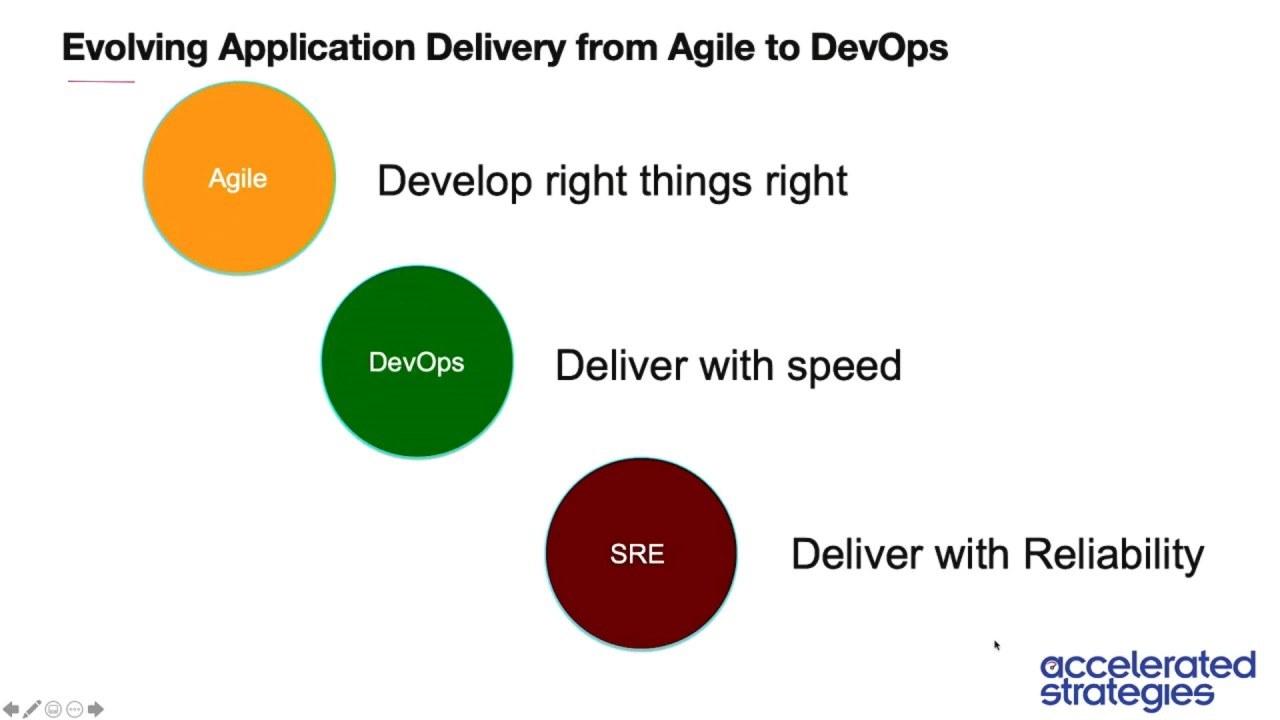 Evolving Application Delivery from Agile to DevOps
Agile
Develop right things right
DevOps
Deliver with speed
SRE
Deliver with Reliability
accelerated
strategies